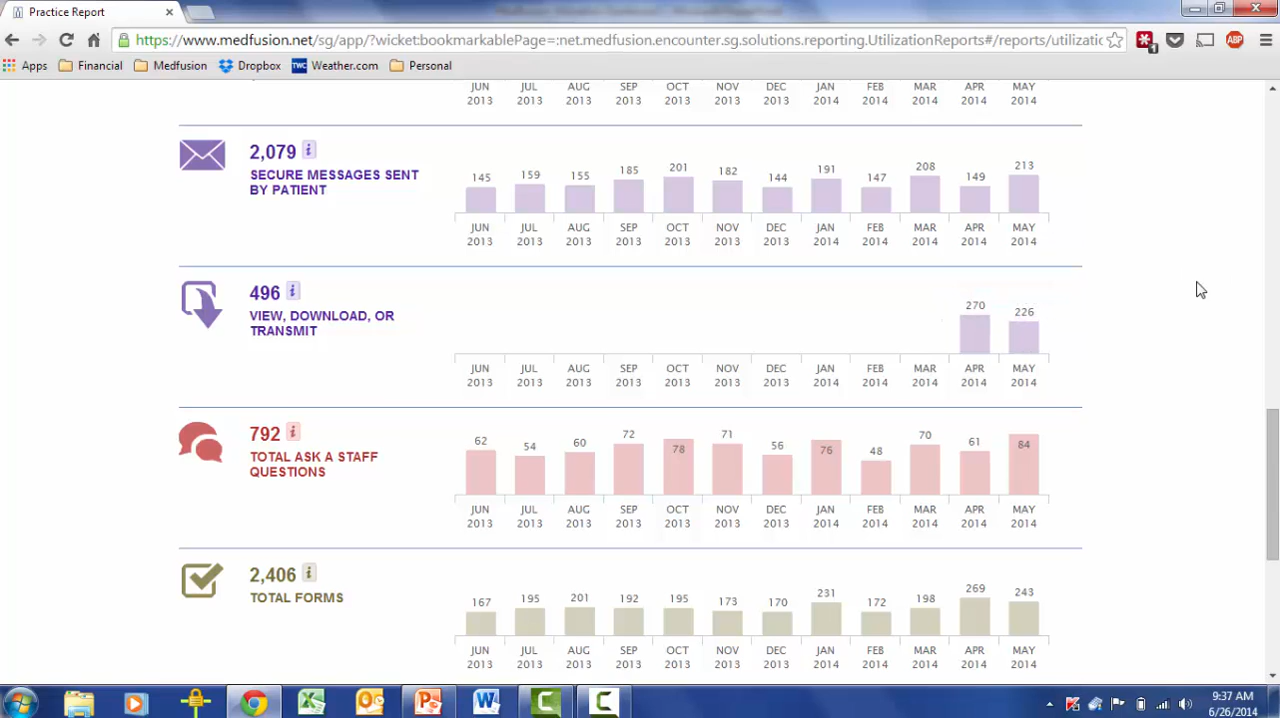 Practice Report
https://www.medfusion.net/sg/app/?wicket:bookmarkablePage=:net.medfusion.encounter.sg.solutions.reporting.UtilizationReports#/reports/utilizatic
1
ABP
Apps Financial Medfusion Dropbox TWC Weather.com Personal
JUN JUL AUG SEP OCT NOV DEC JAN FEB MAR APR MAY
2013 2013 2013 2013 2013 2013 2013 2014 2014 2014 2014 2014
2,079 i
SECURE MESSAGES SENT
BY PATIENT
145 159 155 185 201 182 144 191 147 208 149 213
JUN JUL AUG SEP OCT NOV DEC JAN FEB MAR APR MAY
2013 2013 2013 2013 2013 2013 2013 2014 2014 2014 2014 2014
496 i
VIEW, DOWNLOAD, OR
TRANSMIT
270 226
JUN JUL AUG SEP OCT NOV DEC JAN FEB MAR APR MAY
2013 2013 2013 2013 2013 2013 2013 2014 2014 2014 2014 2014
792 i
TOTAL ASK A STAFF
QUESTIONS
62 54 60 72 78 71 56 76 48 70 61 84
JUN JUL AUG SEP OCT NOV DEC JAN FEB MAR APR MAY
2013 2013 2013 2013 2013 2013 2013 2014 2014 2014 2014 2014
2,406 i
TOTAL FORMS
167 195 201 192 195 173 170 231 172 198 269 243
JUN JUL AUG SEP OCT NOV DEC JAN FEB MAR APR MAY
2013 2013 2013 2013 2013 2013 2013 2014 2014 2014 2014 2014
9:37 AM
6/26/2014